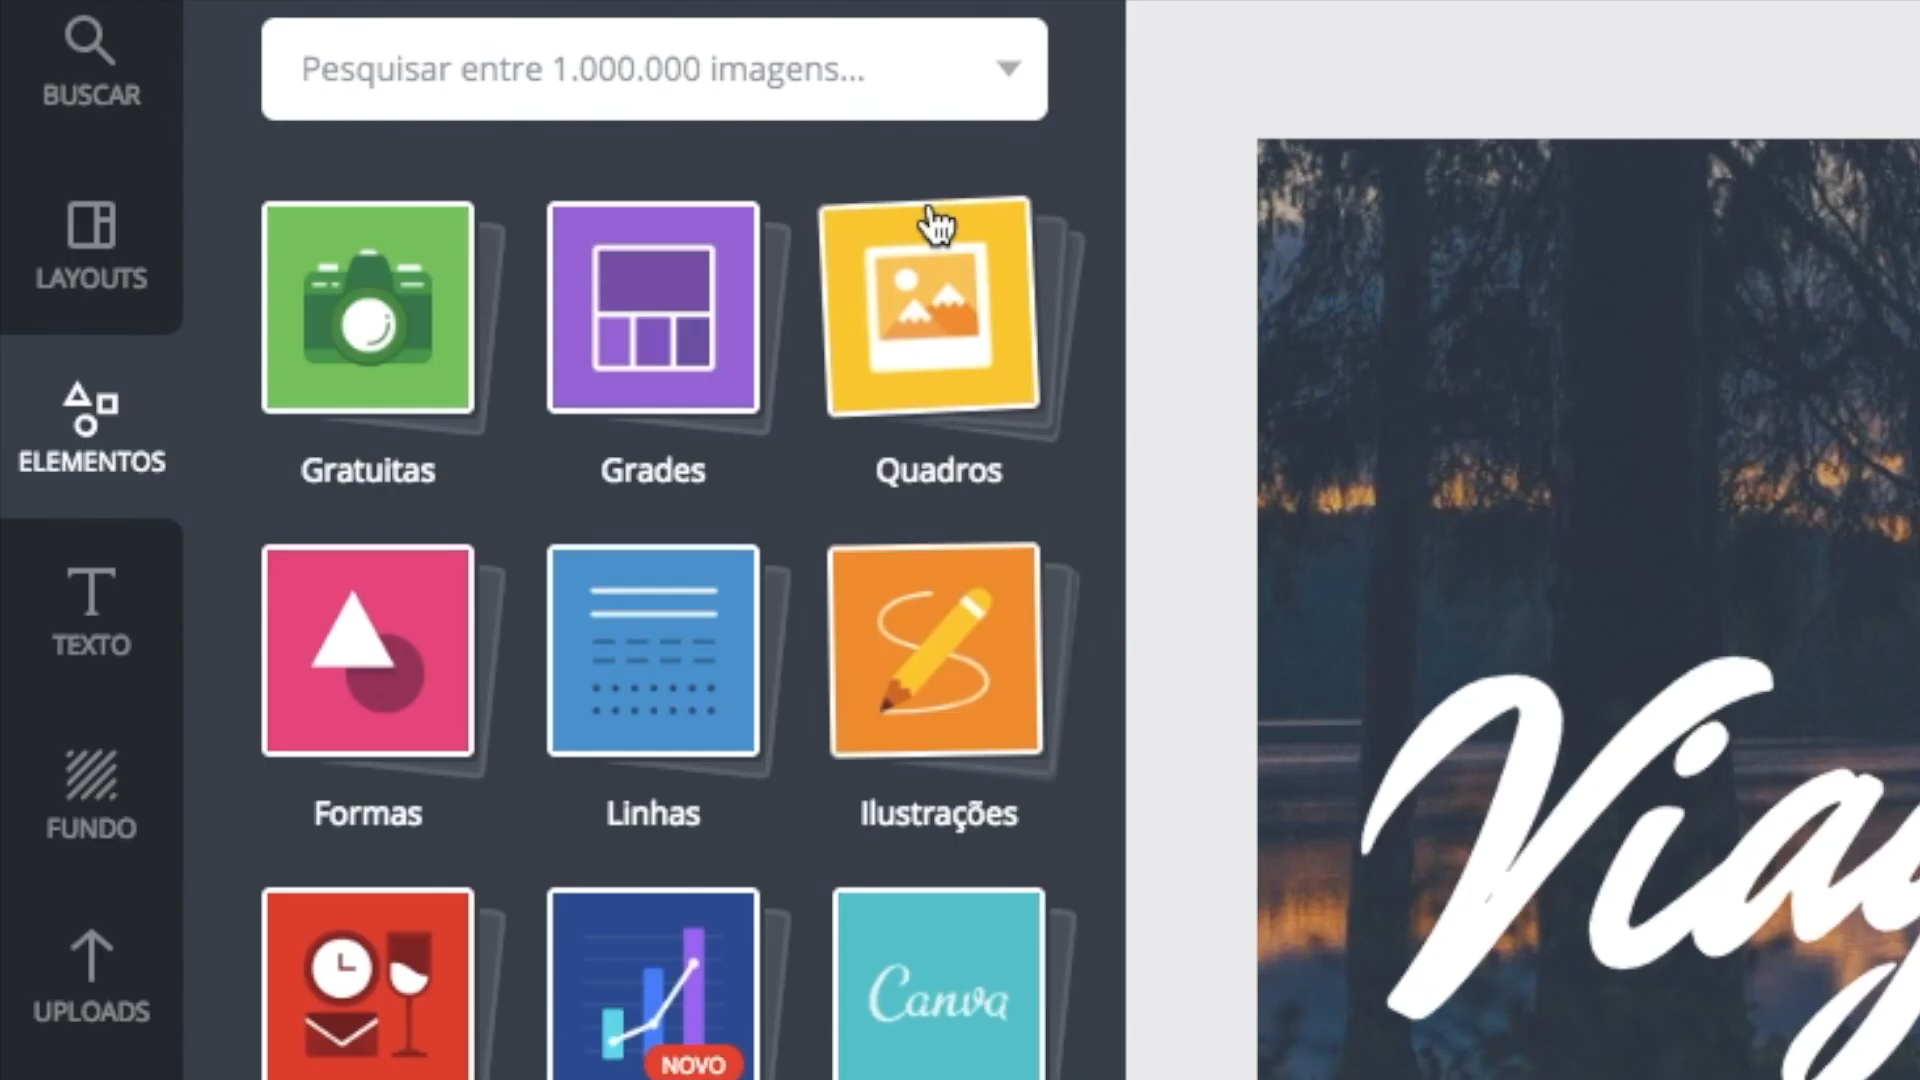 BUSCAR
Pesquisar entre 1.000.000 imagens...
LAYOUTS
ELEMENTOS
TEXTO
FUNDO
UPLOADS
Gratuitas
Grades
Quadros
Formas
Linhas
Ilustrações
NOVO
Canva
Viag